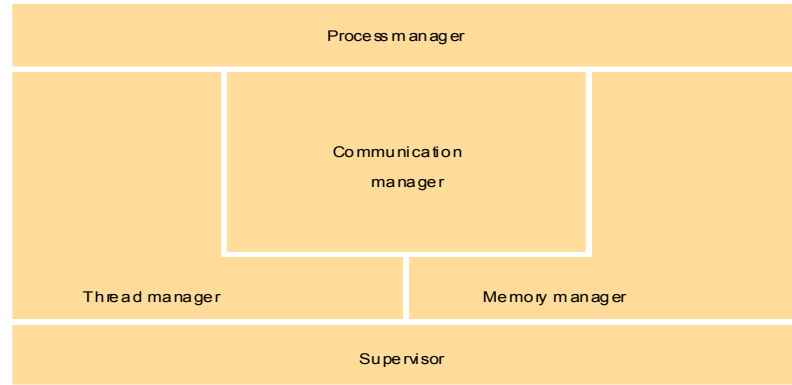 Process manager
Communication
manager
Thread manager
Memory manager
Supervisor